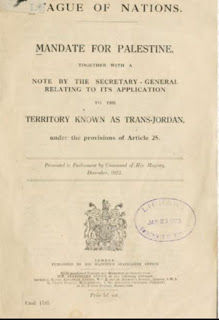 LEAGUE OF NATIONS.
MANDATE FOR PALESTINE,
TOGETHER WITH A
NOTE BY THE SECRETARY-GENERAL
RELATING TO ITS APPLICATION
TO THE
TERRITORY KNOWN AS TRANS-JORDAN,
under the provisions of Article 25.
Presented to Parliament by Command of His Majesty,
December, 1922.
LIBRARY
LONDON:
PUBLISHED BY HIS MAJESTY'S STATIONERY OFFICE.